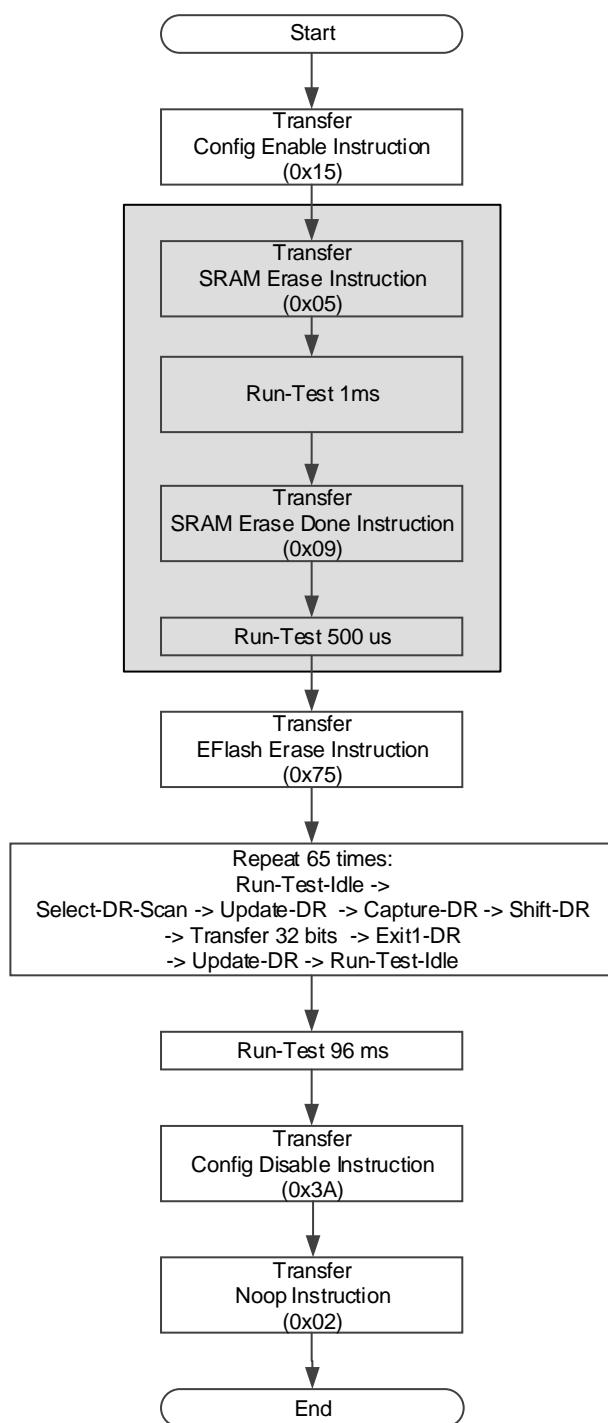 Start
Transfer
Config Enable Instruction
(0x15)
Transfer
SRAM Erase Instruction
(0x05)
Run-Test 1ms
Transfer
SRAM Erase Done Instruction
(0x09)
Run-Test 500 us
Transfer
EFlash Erase Instruction
(0x75)
Repeat 65 times:
Run-Test-Idle ->
Select-DR-Scan -> Update-DR -> Capture-DR -> Shift-DR
-> Transfer 32 bits -> Exit1-DR
-> Update-DR -> Run-Test-Idle
Run-Test 96 ms
Transfer
Config Disable Instruction
(0x3A)
Transfer
Noop Instruction
(0x02)
End